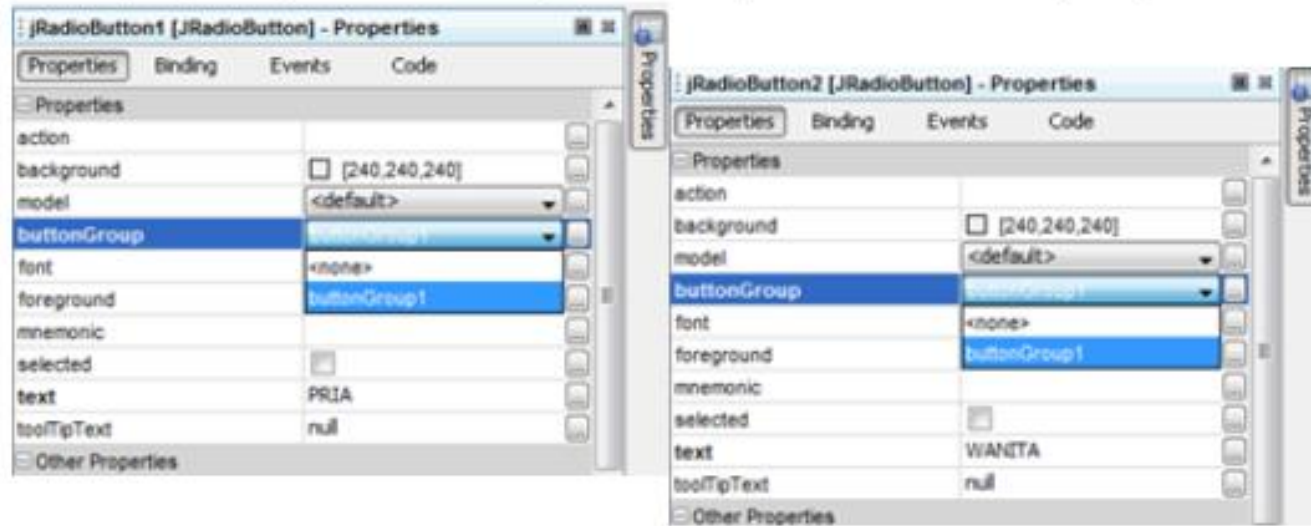 jRadioButton1 [JRadioButton] - Properties
Properties Binding Events Code
Properties
action
background [240,240,240]
model <default>
buttonGroup buttonGroup1
font <none>
foreground buttonGroup1
mnemonic
selected
text PRIA
toolTipText null
Other Properties
Properties
jRadioButton2 [JRadioButton] - Properties
Properties Binding Events Code
Properties
action
background [240,240,240]
model <default>
buttonGroup buttonGroup1
font <none>
foreground buttonGroup1
mnemonic
selected
text WANITA
toolTipText null
Other Properties
Properties